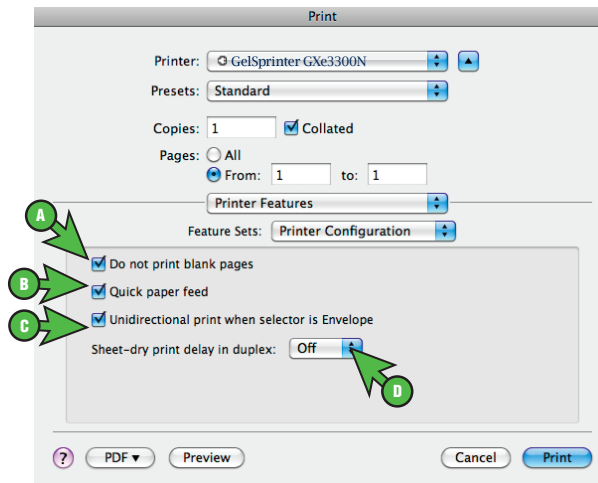 Print
Printer: GelSprinter GXe3300N
Presets: Standard
Copies: 1 Collated
Pages: All
From: 1 to: 1
Printer Features
Feature Sets: Printer Configuration
A
Do not print blank pages
B
Quick paper feed
C
Unidirectional print when selector is Envelope
Sheet-dry print delay in duplex: Off
D
? PDF▼ Preview Cancel Print